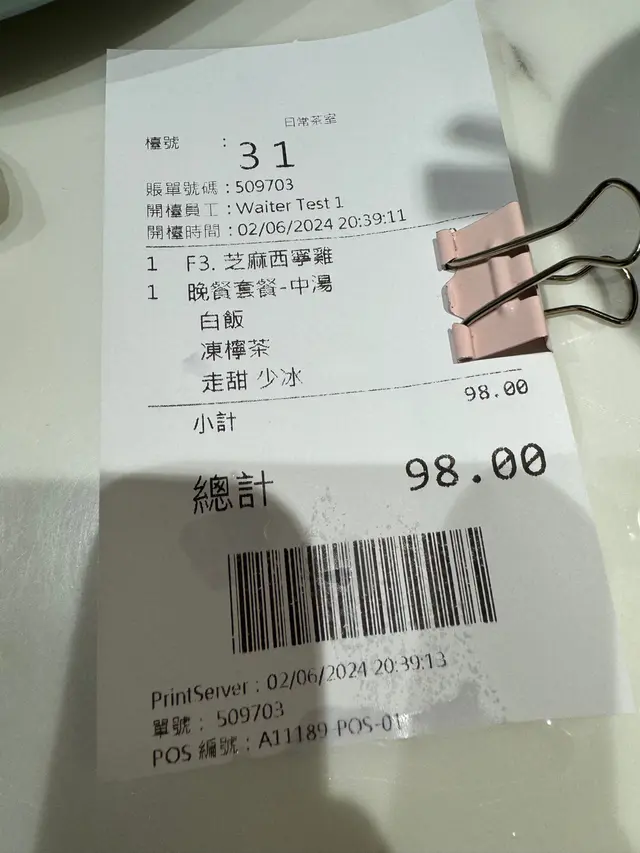 日常茶室
檯號 : 31
賬單號碼 : 509703
開檯員工 : Waiter Test 1
開檯時間 : 02/06/2024 20:39:11
1 F3. 芝麻西寧雞
1 晚餐套餐-中湯
白飯
凍檸茶
走甜 少冰
98.00
小計
總計 98.00
PrintServer : 02/06/2024 20:39:13
單號 : 509703
POS 編號 : A11189-POS-01